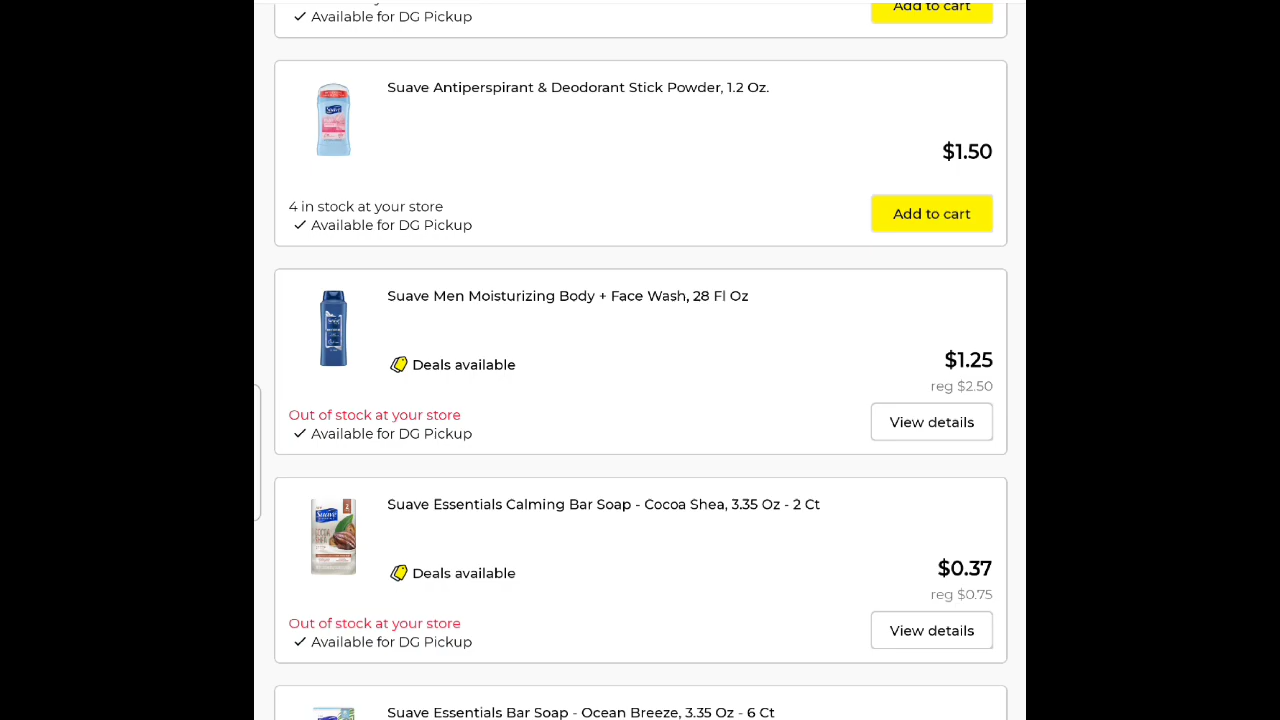 Available for DG Pickup
Add to cart
Suave Antiperspirant & Deodorant Stick Powder, 1.2 Oz.
Suave
$1.50
4 in stock at your store
Available for DG Pickup
Add to cart
Suave Men Moisturizing Body + Face Wash, 28 Fl Oz
Deals available
$1.25
reg $2.50
Out of stock at your store
Available for DG Pickup
View details
Suave Essentials Calming Bar Soap - Cocoa Shea, 3.35 Oz - 2 Ct
Suave
COCOA
SHEA
2
Deals available
$0.37
reg $0.75
Out of stock at your store
Available for DG Pickup
View details
Suave Essentials Bar Soap - Ocean Breeze, 3.35 Oz - 6 Ct